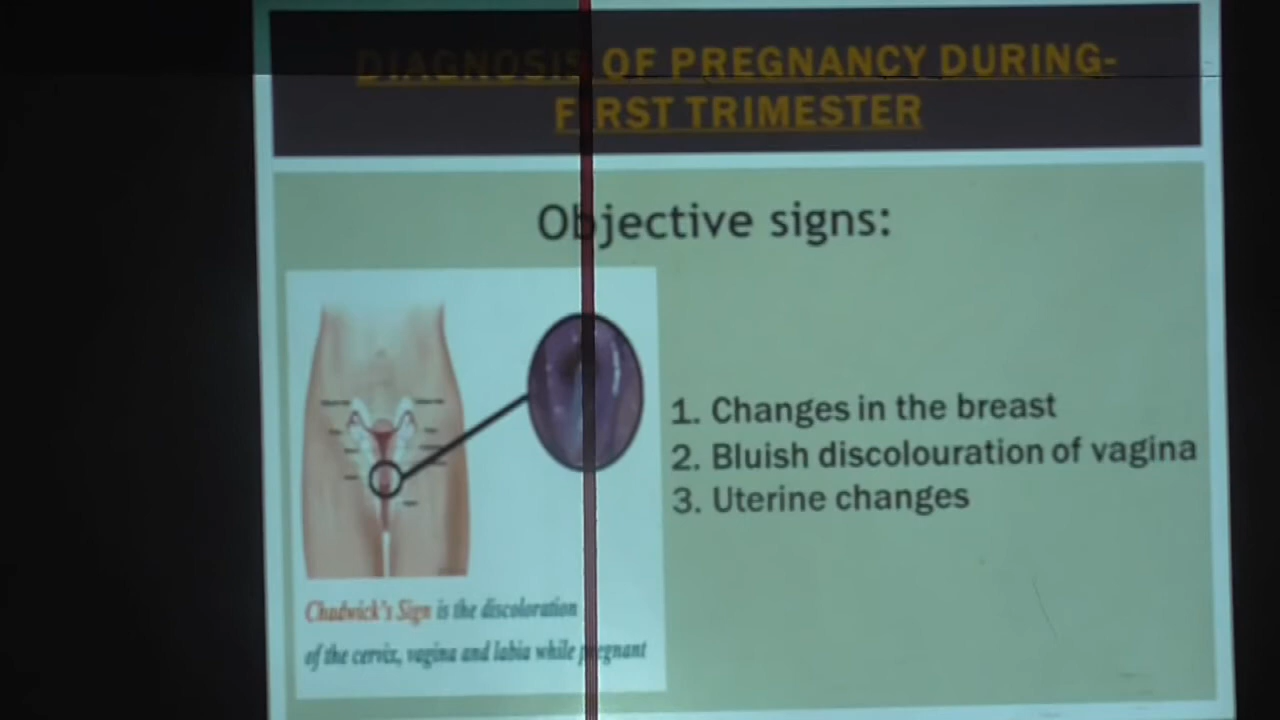 DIAGNOSIS OF PREGNANCY DURING-
FIRST TRIMESTER
Objective signs:
1. Changes in the breast
2. Bluish discolouration of vagina
3. Uterine changes
Chadwick's Sign is the discoloration
of the cervix, vagina and labia while pregnant